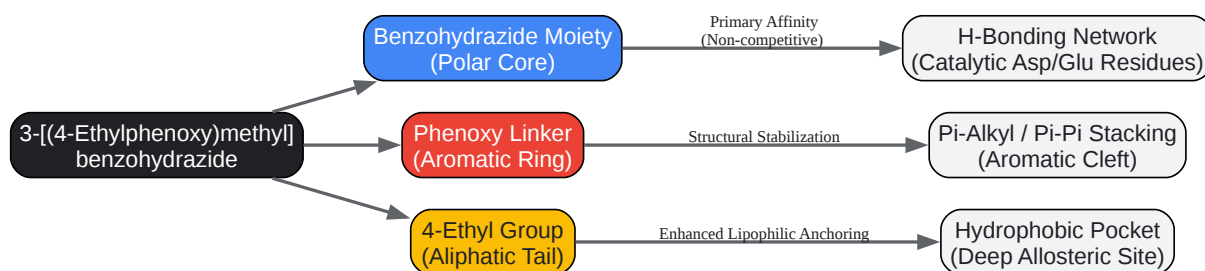 Benzohydrazide Moiety
(Polar Core)
Primary Affinity
(Non-competitive)
H-Bonding Network
(Catalytic Asp/Glu Residues)
3-[(4-Ethylphenoxy)methyl]
benzohydrazide
Phenoxy Linker
(Aromatic Ring)
Structural Stabilization
Pi-Alkyl / Pi-Pi Stacking
(Aromatic Cleft)
4-Ethyl Group
(Aliphatic Tail)
Enhanced Lipophilic Anchoring
Hydrophobic Pocket
(Deep Allosteric Site)